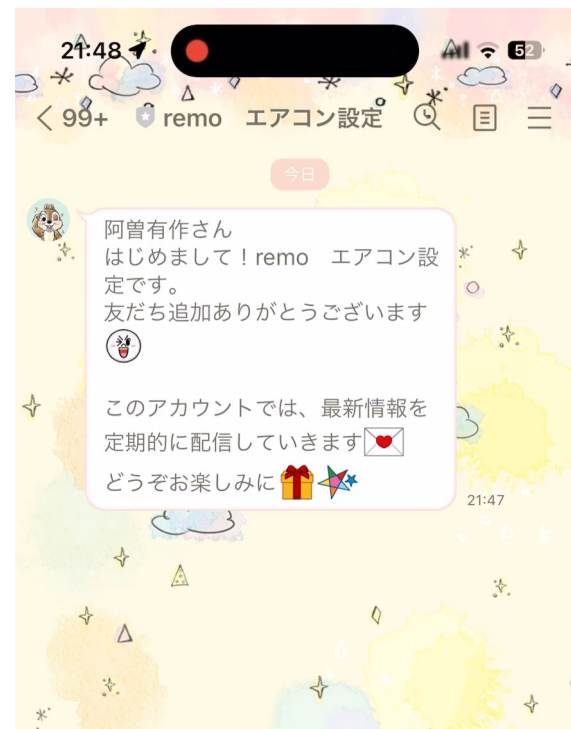 21:48
52
99+ remo　エアコン設定
今日
阿曽有作さん
はじめまして！remo　エアコン設
定です。
友だち追加ありがとうございます
このアカウントでは、最新情報を
定期的に配信していきます
どうぞお楽しみに
21:47